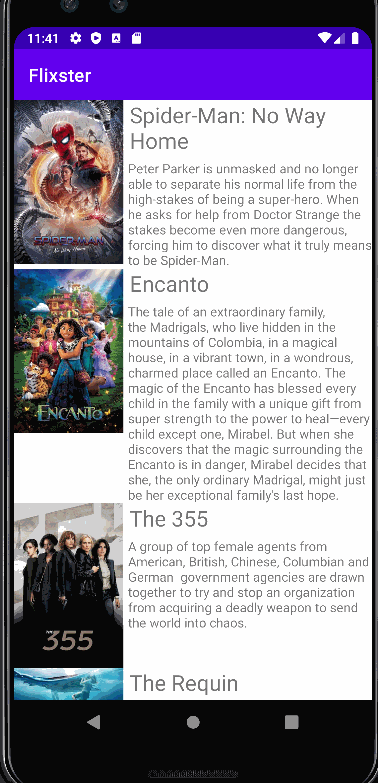 11:41
Flixster
Spider-Man: No Way
Home
Peter Parker is unmasked and no longer
able to separate his normal life from the
high-stakes of being a super-hero. When
he asks for help from Doctor Strange the
stakes become even more dangerous,
forcing him to discover what it truly means
to be Spider-Man.
SPIDER-MAN
Encanto
The tale of an extraordinary family,
the Madrigals, who live hidden in the
mountains of Colombia, in a magical
house, in a vibrant town, in a wondrous,
charmed place called an Encanto. The
magic of the Encanto has blessed every
child in the family with a unique gift from
super strength to the power to heal—every
child except one, Mirabel. But when she
discovers that the magic surrounding the
Encanto is in danger, Mirabel decides that
she, the only ordinary Madrigal, might just
be her exceptional family's last hope.
ENCANTO
The 355
A group of top female agents from
American, British, Chinese, Columbian and
German  government agencies are drawn
together to try and stop an organization
from acquiring a deadly weapon to send
the world into chaos.
THE
355
The Requin